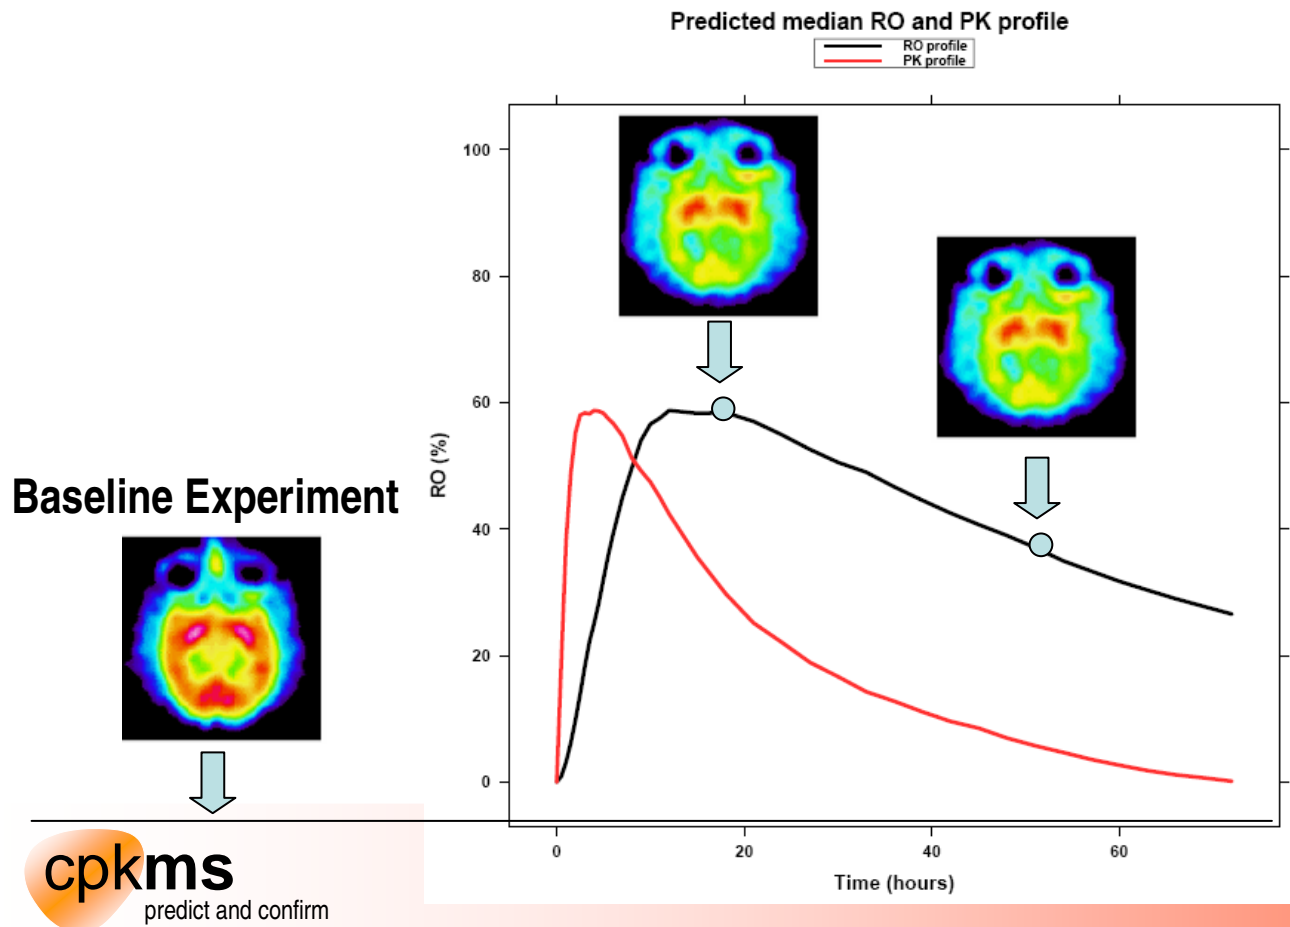 Predicted median RO and PK profile
RO profile
PK profile
100
80
60
40
20
0
RO (%)
0 20 40 60
Time (hours)
Baseline Experiment
cpkms
predict and confirm